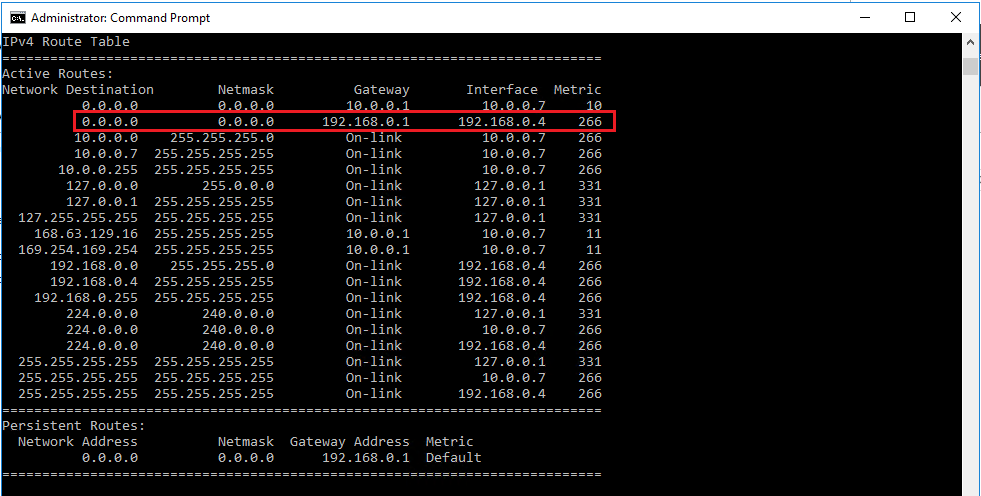 Administrator: Command Prompt
IPv4 Route Table
===========================================================================
Active Routes:
Network Destination        Netmask          Gateway       Interface  Metric
          0.0.0.0          0.0.0.0         10.0.0.1         10.0.0.7     10
          0.0.0.0          0.0.0.0      192.168.0.1      192.168.0.4    266
         10.0.0.0    255.255.255.0         On-link          10.0.0.7    266
         10.0.0.7  255.255.255.255         On-link          10.0.0.7    266
       10.0.0.255  255.255.255.255         On-link          10.0.0.7    266
        127.0.0.0        255.0.0.0         On-link         127.0.0.1    331
        127.0.0.1  255.255.255.255         On-link         127.0.0.1    331
  127.255.255.255  255.255.255.255         On-link         127.0.0.1    331
    168.63.129.16  255.255.255.255         10.0.0.1         10.0.0.7     11
  169.254.169.254  255.255.255.255         10.0.0.1         10.0.0.7     11
      192.168.0.0    255.255.255.0         On-link       192.168.0.4    266
      192.168.0.4  255.255.255.255         On-link       192.168.0.4    266
    192.168.0.255  255.255.255.255         On-link       192.168.0.4    266
        224.0.0.0        240.0.0.0         On-link         127.0.0.1    331
        224.0.0.0        240.0.0.0         On-link          10.0.0.7    266
        224.0.0.0        240.0.0.0         On-link       192.168.0.4    266
  255.255.255.255  255.255.255.255         On-link         127.0.0.1    331
  255.255.255.255  255.255.255.255         On-link          10.0.0.7    266
  255.255.255.255  255.255.255.255         On-link       192.168.0.4    266
===========================================================================
Persistent Routes:
  Network Address          Netmask  Gateway Address  Metric
          0.0.0.0          0.0.0.0      192.168.0.1  Default
===========================================================================